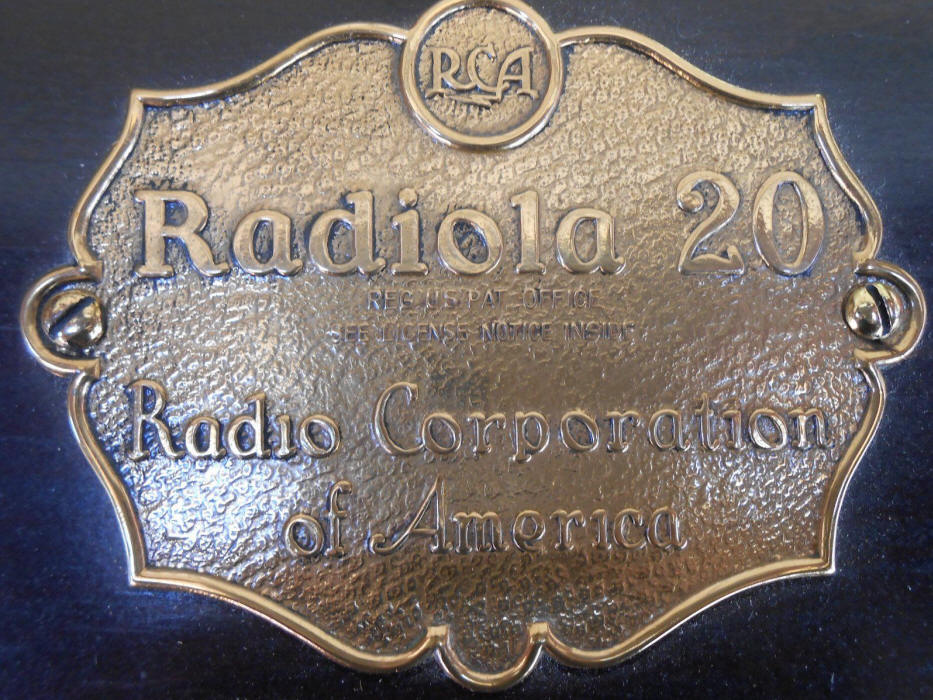 RCA
Radiola 20
REG. U.S. PAT. OFFICE
SEE LICENSE NOTICE INSIDE
Radio Corporation
of America